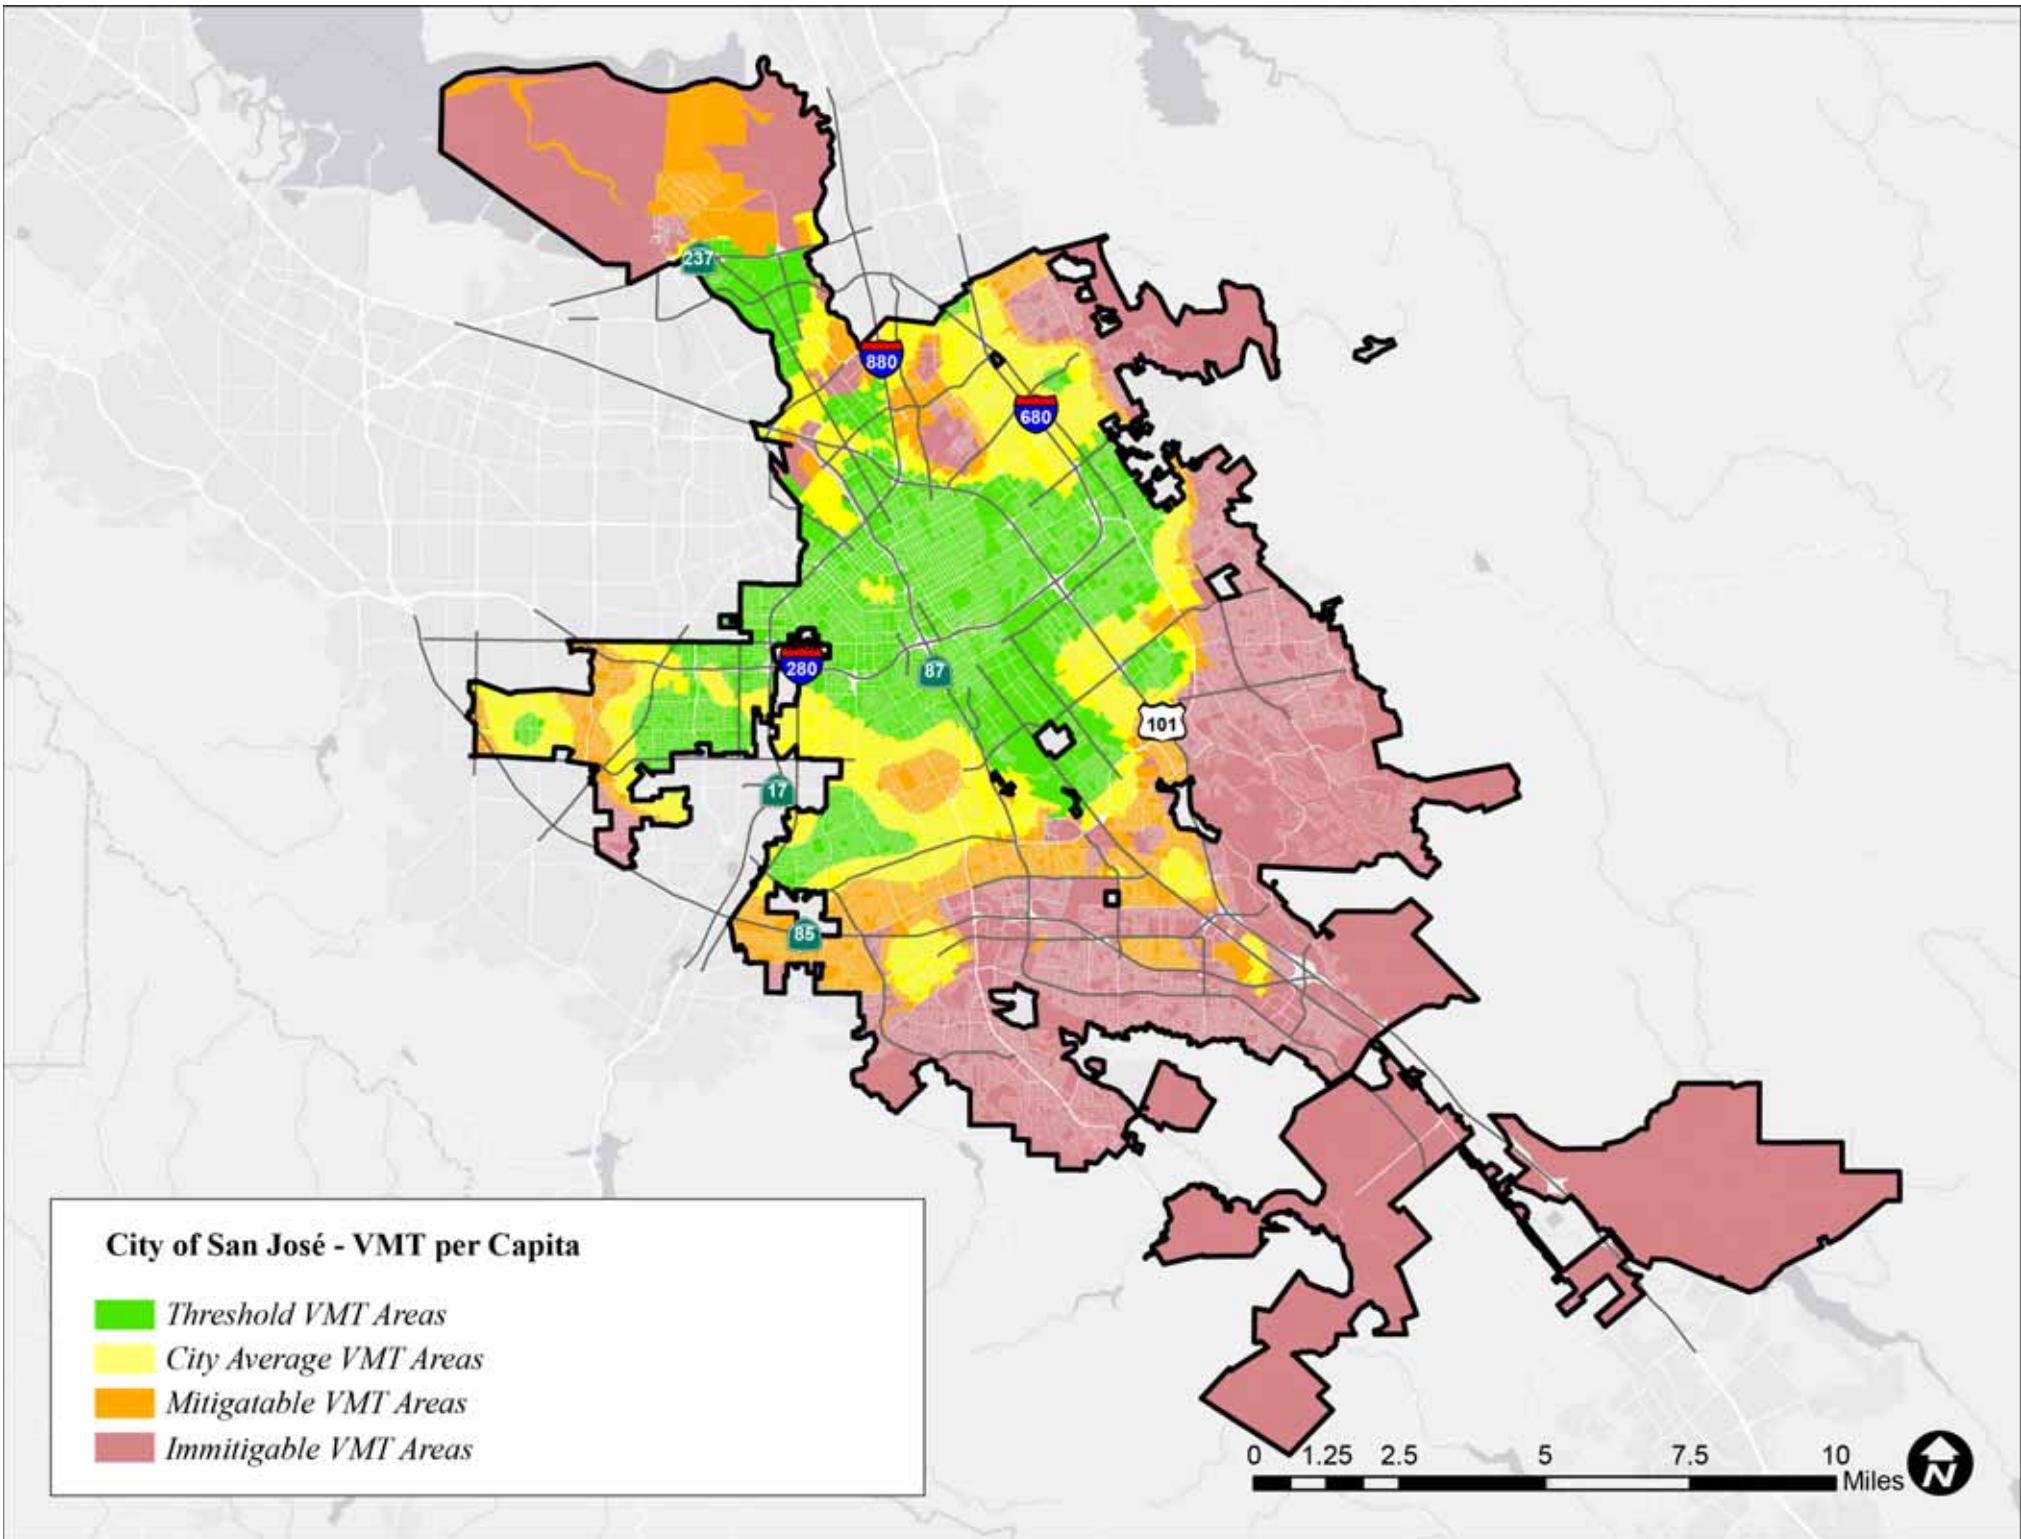 237
880
680
280
87
101
17
85
City of San José - VMT per Capita
Threshold VMT Areas
City Average VMT Areas
Mitigatable VMT Areas
Immitigable VMT Areas
0 1.25 2.5 5 7.5 10
Miles
N